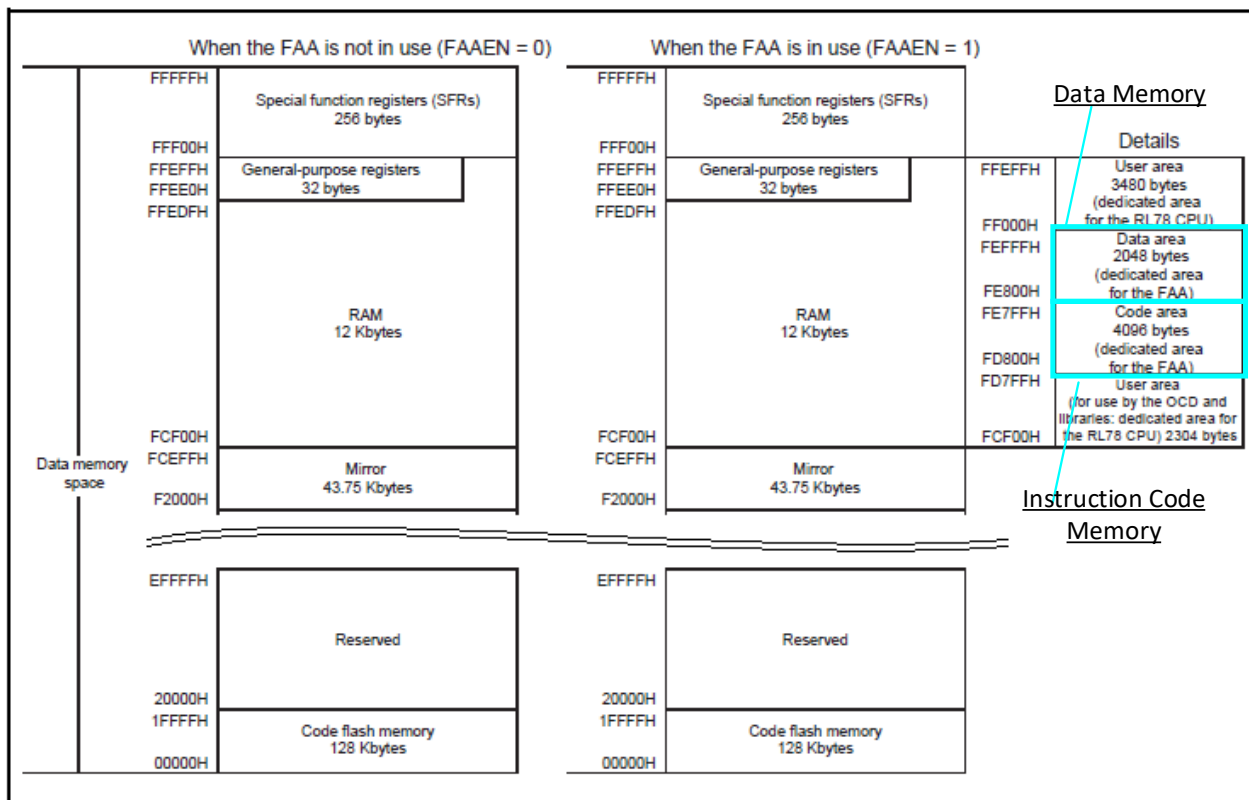 When the FAA is not in use (FAAEN = 0)
When the FAA is in use (FAAEN = 1)
FFFFFH
Special function registers (SFRs)
256 bytes
FFF00H
FFEFFH
General-purpose registers
32 bytes
FFEE0H
FFEDFH
RAM
12 Kbytes
FCF00H
FCEFFH
Mirror
43.75 Kbytes
F2000H
Data memory
space
EFFFFH
Reserved
20000H
1FFFFH
Code flash memory
128 Kbytes
00000H
FFFFFH
Special function registers (SFRs)
256 bytes
FFF00H
FFEFFH
General-purpose registers
32 bytes
FFEE0H
FFEDFH
RAM
12 Kbytes
FCF00H
FCEFFH
Mirror
43.75 Kbytes
F2000H
EFFFFH
Reserved
20000H
1FFFFH
Code flash memory
128 Kbytes
00000H
Data Memory
Details
FFEFFH
User area
3480 bytes
(dedicated area
for the RL78 CPU)
FF000H
FEFFFH
Data area
2048 bytes
(dedicated area
for the FAA)
FE800H
FE7FFH
Code area
4096 bytes
(dedicated area
for the FAA)
FD800H
FD7FFH
User area
(for use by the OCD and
libraries: dedicated area for
the RL78 CPU) 2304 bytes
FCF00H
Instruction Code
Memory